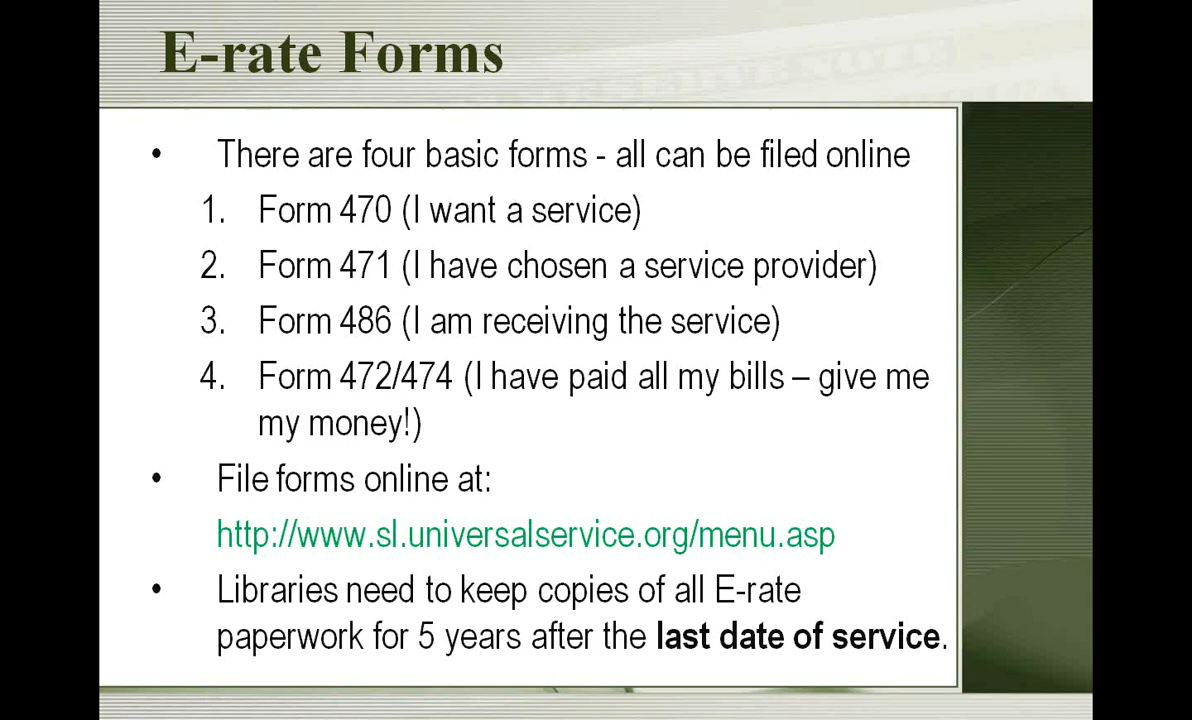 E-rate Forms
• There are four basic forms - all can be filed online
1. Form 470 (I want a service)
2. Form 471 (I have chosen a service provider)
3. Form 486 (I am receiving the service)
4. Form 472/474 (I have paid all my bills – give me
my money!)
• File forms online at:
http://www.sl.universalservice.org/menu.asp
• Libraries need to keep copies of all E-rate
paperwork for 5 years after the last date of service.